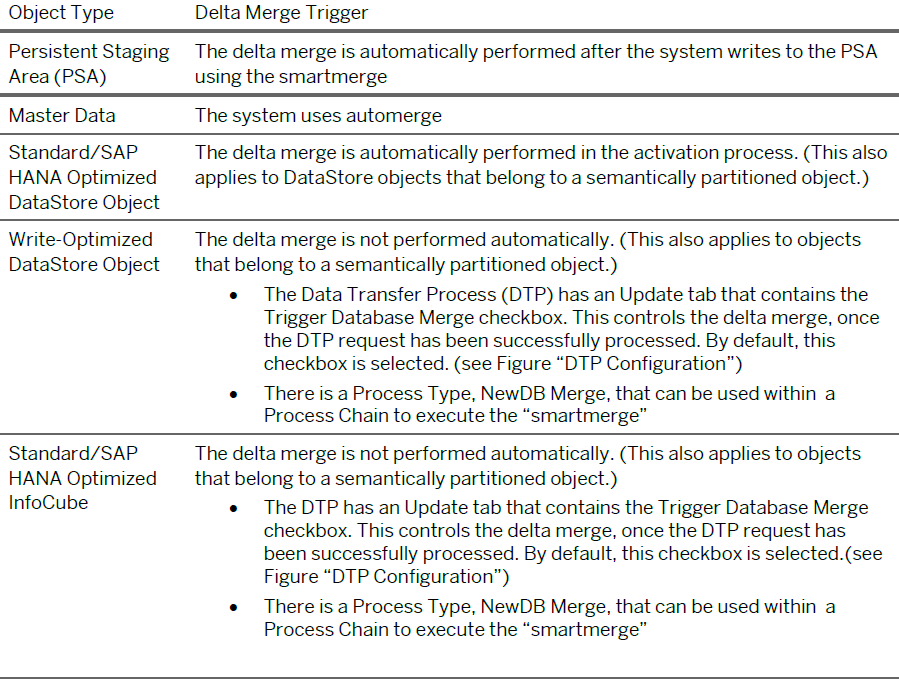 Object Type Delta Merge Trigger
Persistent Staging The delta merge is automatically performed after the system writes to the PSA
Area (PSA) using the smartmerge
Master Data The system uses automerge
Standard/SAP The delta merge is automatically performed in the activation process. (This also
HANA Optimized applies to DataStore objects that belong to a semantically partitioned object.)
DataStore Object
Write-Optimized The delta merge is not performed automatically. (This also applies to objects
DataStore Object that belong to a semantically partitioned object.)
• The Data Transfer Process (DTP) has an Update tab that contains the
Trigger Database Merge checkbox. This controls the delta merge, once
the DTP request has been successfully processed. By default, this
checkbox is selected. (see Figure “DTP Configuration”)
• There is a Process Type, NewDB Merge, that can be used within a
Process Chain to execute the “smartmerge”
Standard/SAP The delta merge is not performed automatically. (This also applies to objects
HANA Optimized that belong to a semantically partitioned object.)
InfoCube
• The DTP has an Update tab that contains the Trigger Database Merge
checkbox. This controls the delta merge, once the DTP request has
been successfully processed. By default, this checkbox is selected.(see
Figure “DTP Configuration”)
• There is a Process Type, NewDB Merge, that can be used within a
Process Chain to execute the “smartmerge”